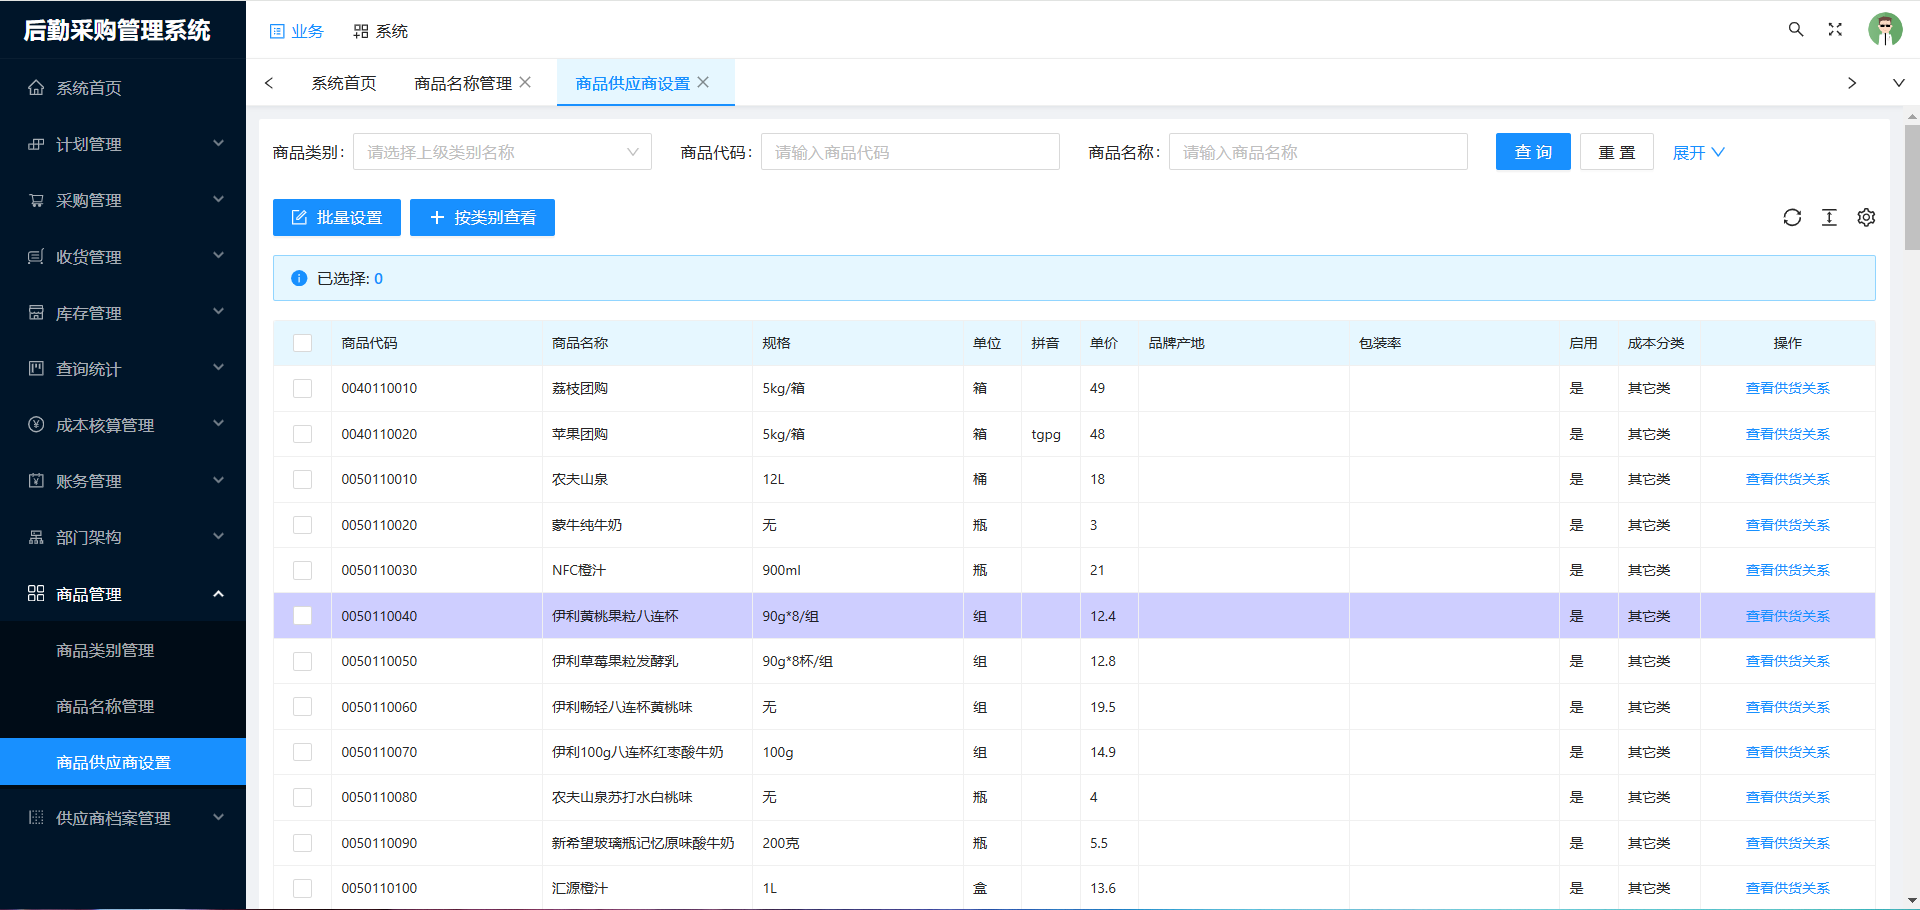 后勤采购管理系统
业务 系统
系统首页 商品名称管理 商品供应商设置
系统首页
计划管理
采购管理
收货管理
库存管理
查询统计
成本核算管理
账务管理
部门架构
商品管理
商品类别管理
商品名称管理
商品供应商设置
供应商档案管理
商品类别: 请选择上级类别名称 商品代码: 请输入商品代码 商品名称: 请输入商品名称 查 询 重 置 展开
批量设置 按类别查看
已选择: 0
商品代码 商品名称 规格 单位 拼音 单价 品牌产地 包装率 启用 成本分类 操作
0040110010 荔枝团购 5kg/箱 箱 49 是 其它类 查看供货关系
0040110020 苹果团购 5kg/箱 箱 tgpg 48 是 其它类 查看供货关系
0050110010 农夫山泉 12L 桶 18 是 其它类 查看供货关系
0050110020 蒙牛纯牛奶 无 瓶 3 是 其它类 查看供货关系
0050110030 NFC橙汁 900ml 瓶 21 是 其它类 查看供货关系
0050110040 伊利黄桃果粒八连杯 90g*8/组 组 12.4 是 其它类 查看供货关系
0050110050 伊利草莓果粒发酵乳 90g*8杯/组 组 12.8 是 其它类 查看供货关系
0050110060 伊利畅轻八连杯黄桃味 无 组 19.5 是 其它类 查看供货关系
0050110070 伊利100g八连杯红枣酸牛奶 100g 组 14.9 是 其它类 查看供货关系
0050110080 农夫山泉苏打水白桃味 无 瓶 4 是 其它类 查看供货关系
0050110090 新希望玻璃瓶记忆原味酸牛奶 200克 瓶 5.5 是 其它类 查看供货关系
0050110100 汇源橙汁 1L 盒 13.6 是 其它类 查看供货关系